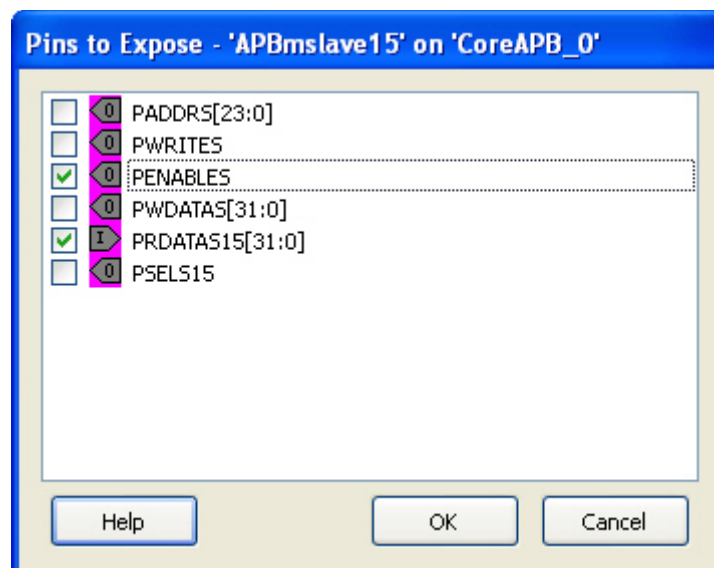 Pins to Expose - 'APBmslave15' on 'CoreAPB_0'
O PADDRS[23:0]
O PWRITES
O PENABLES
O PWDATAS[31:0]
I PRDATAS15[31:0]
O PSELS15
Help OK Cancel